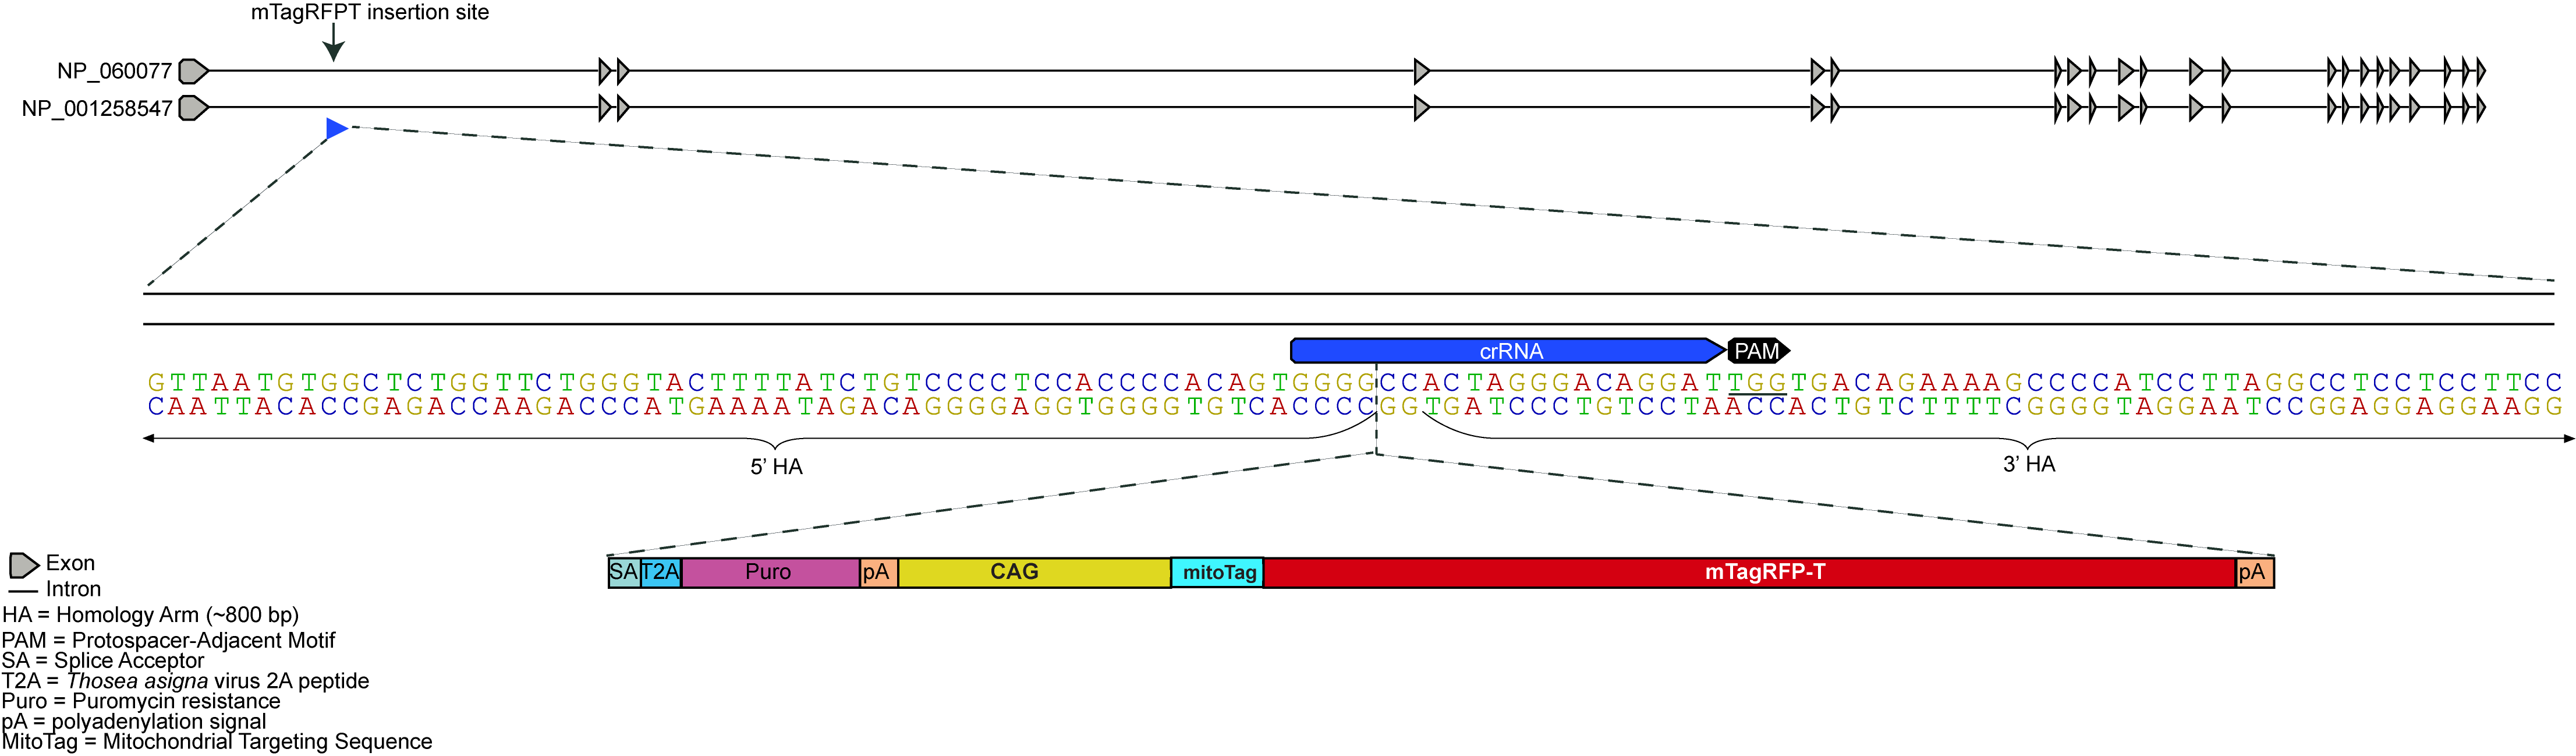 mTagRFPT insertion site
NP_060077
NP_001258547
crRNA PAM
GTTAATGTGGCTCTGGTTCTGGGTACTTTTATCTGTCCCCTCCACCCCACAGTGGGGCCACTAGGGACAGGATTGGTGACAGAAAAGCCCCATCCTTAGGCCTCCTCCTTCC
CAATTACACCGAGACCAAGACCCATGAAAATAGACAGGGGAGGTGGGGTGTCACCCCGGTGATCCCTGTCCTAACCACTGTCTTTTCGGGGTAGGAATCCGGAGGAGGAAGG
5’ HA 3’ HA
SA T2A Puro pA CAG mitoTag mTagRFP-T pA
Exon
Intron
HA = Homology Arm (~800 bp)
PAM = Protospacer-Adjacent Motif
SA = Splice Acceptor
T2A = Thosea asigna virus 2A peptide
Puro = Puromycin resistance
pA = polyadenylation signal
MitoTag = Mitochondrial Targeting Sequence